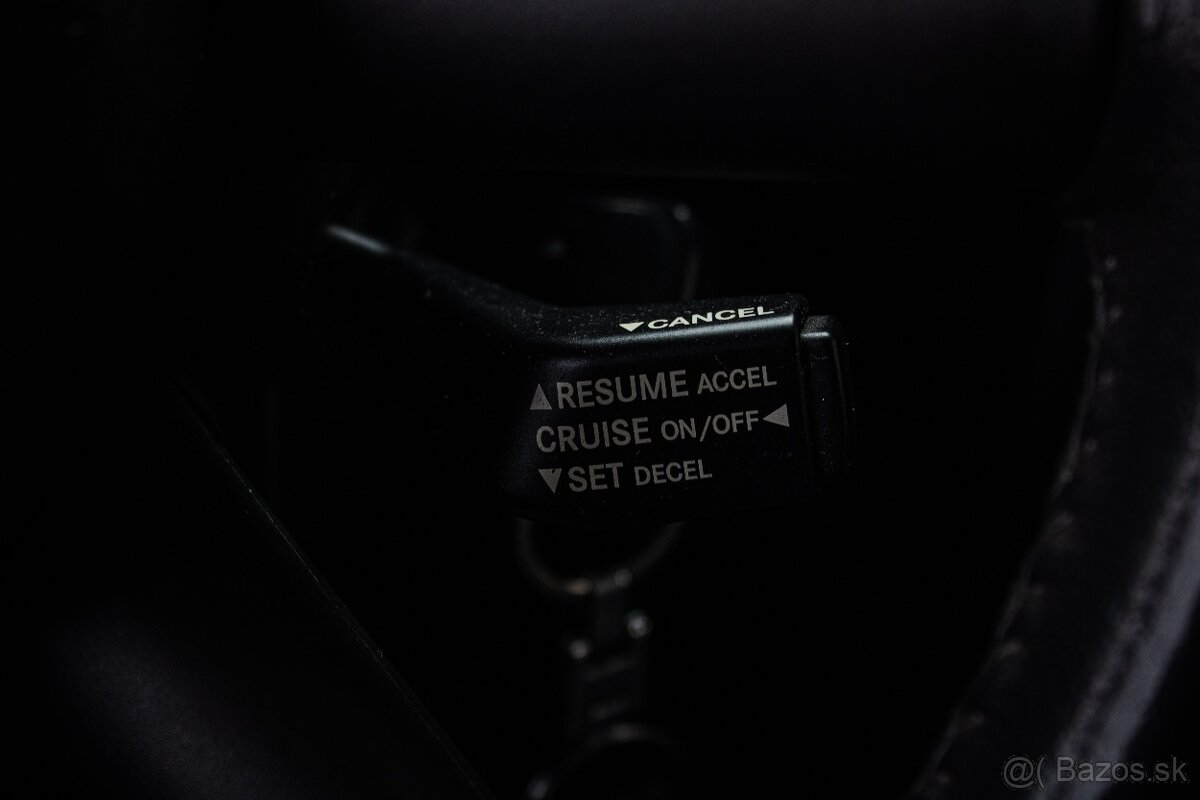 ▼CANCEL
▲RESUME ACCEL
CRUISE ON/OFF◀
▼SET DECEL
@( Bazos.sk